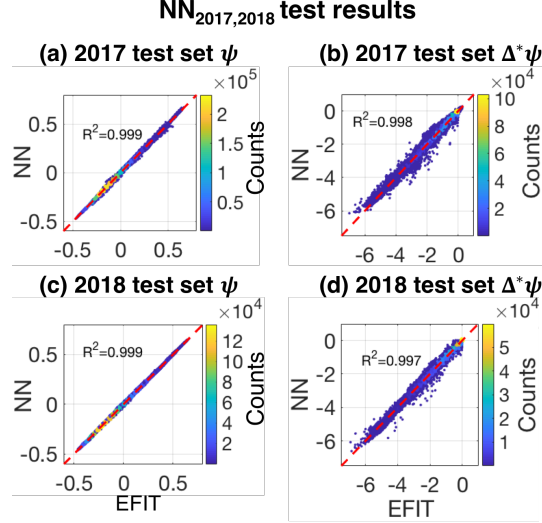 NN2017,2018 test results
(a) 2017 test set ψ
(b) 2017 test set Δ*ψ
×10^5
×10^4
0.5
0
-0.5
NN
R²=0.999
2
1.5
1
0.5
Counts
-0.5 0 0.5
0
-2
-4
-6
NN
R²=0.998
10
8
6
4
2
Counts
-6 -4 -2 0
(c) 2018 test set ψ
(d) 2018 test set Δ*ψ
×10^4
×10^4
0.5
0
-0.5
NN
R²=0.999
12
10
8
6
4
2
Counts
-0.5 0 0.5
EFIT
0
-2
-4
-6
NN
R²=0.997
5
4
3
2
1
Counts
-6 -4 -2 0
EFIT